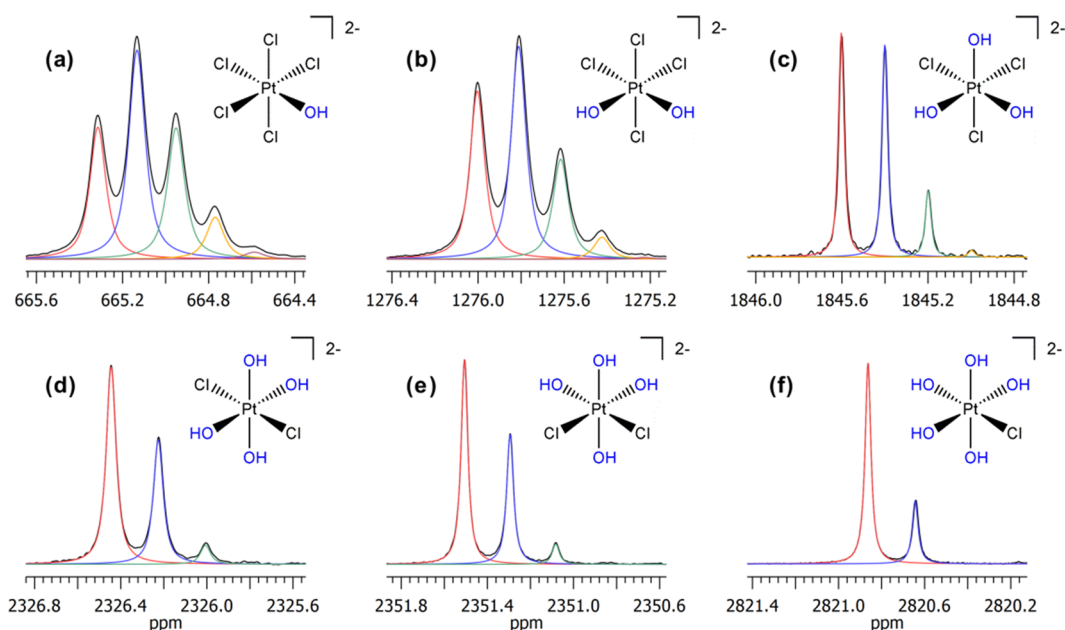 (a)
2-
Cl
Cl Cl
Pt
Cl OH
Cl
665.6 665.2 664.8 664.4
(b)
2-
Cl
Cl Cl
Pt
HO OH
Cl
1276.4 1276.0 1275.6 1275.2
(c)
2-
OH
Cl Cl
Pt
HO OH
Cl
1846.0 1845.6 1845.2 1844.8
(d)
2-
OH
Cl OH
Pt
HO Cl
OH
2326.8 2326.4 2326.0 2325.6
ppm
(e)
2-
OH
HO OH
Pt
Cl Cl
OH
2351.8 2351.4 2351.0 2350.6
ppm
(f)
2-
OH
HO OH
Pt
HO Cl
OH
2821.4 2821.0 2820.6 2820.2
ppm